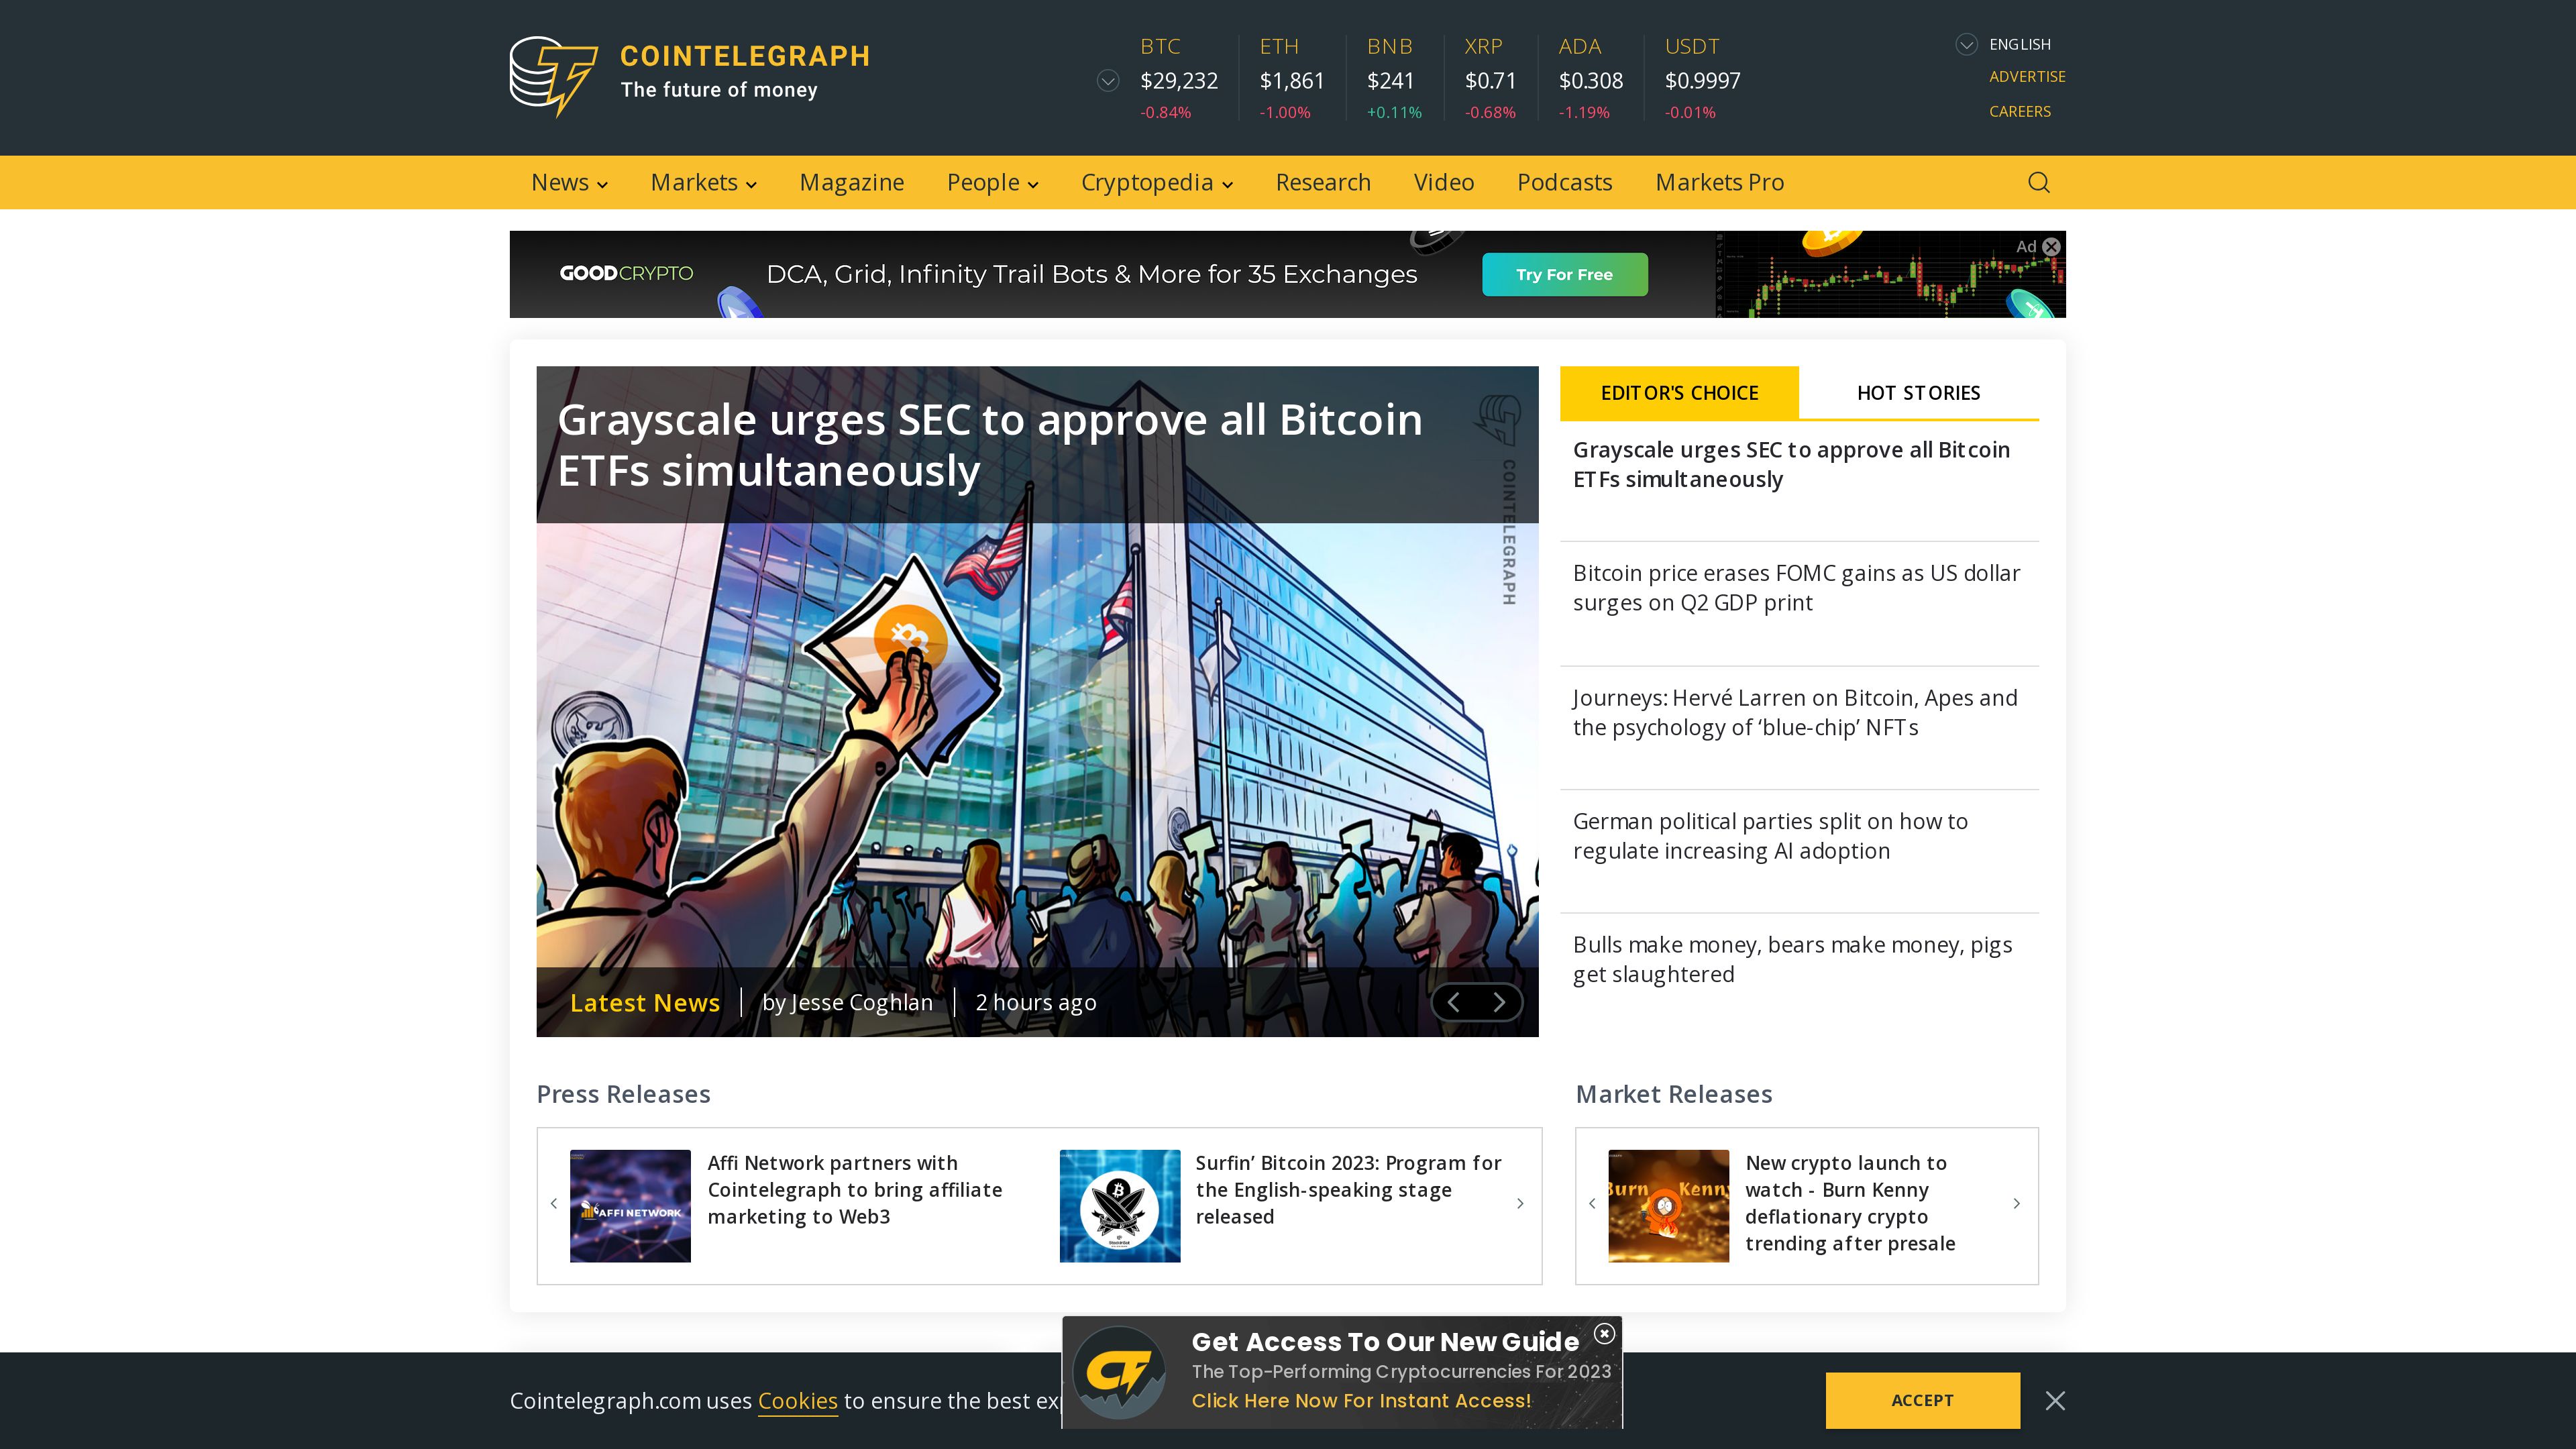 COINTELEGRAPH
The future of money
BTC
$29,232
-0.84%
ETH
$1,861
-1.00%
BNB
$241
+0.11%
XRP
$0.71
-0.68%
ADA
$0.308
-1.19%
USDT
$0.9997
-0.01%
ENGLISH
ADVERTISE
CAREERS
News
Markets
Magazine
People
Cryptopedia
Research
Video
Podcasts
Markets Pro
GOODCRYPTO
DCA, Grid, Infinity Trail Bots & More for 35 Exchanges
Try For Free
Ad
Grayscale urges SEC to approve all Bitcoin
ETFs simultaneously
COINTELEGRAPH
Latest News
by Jesse Coghlan
2 hours ago
EDITOR'S CHOICE
HOT STORIES
Grayscale urges SEC to approve all Bitcoin
ETFs simultaneously
Bitcoin price erases FOMC gains as US dollar
surges on Q2 GDP print
Journeys: Hervé Larren on Bitcoin, Apes and
the psychology of ‘blue-chip’ NFTs
German political parties split on how to
regulate increasing AI adoption
Bulls make money, bears make money, pigs
get slaughtered
Press Releases
AFFI NETWORK
Affi Network partners with
Cointelegraph to bring affiliate
marketing to Web3
Surfin’ Bitcoin 2023: Program for
the English-speaking stage
released
Market Releases
Burn Kenny
New crypto launch to
watch - Burn Kenny
deflationary crypto
trending after presale
Get Access To Our New Guide
The Top-Performing Cryptocurrencies For 2023
Click Here Now For Instant Access!
Cointelegraph.com uses Cookies to ensure the best ex
ACCEPT